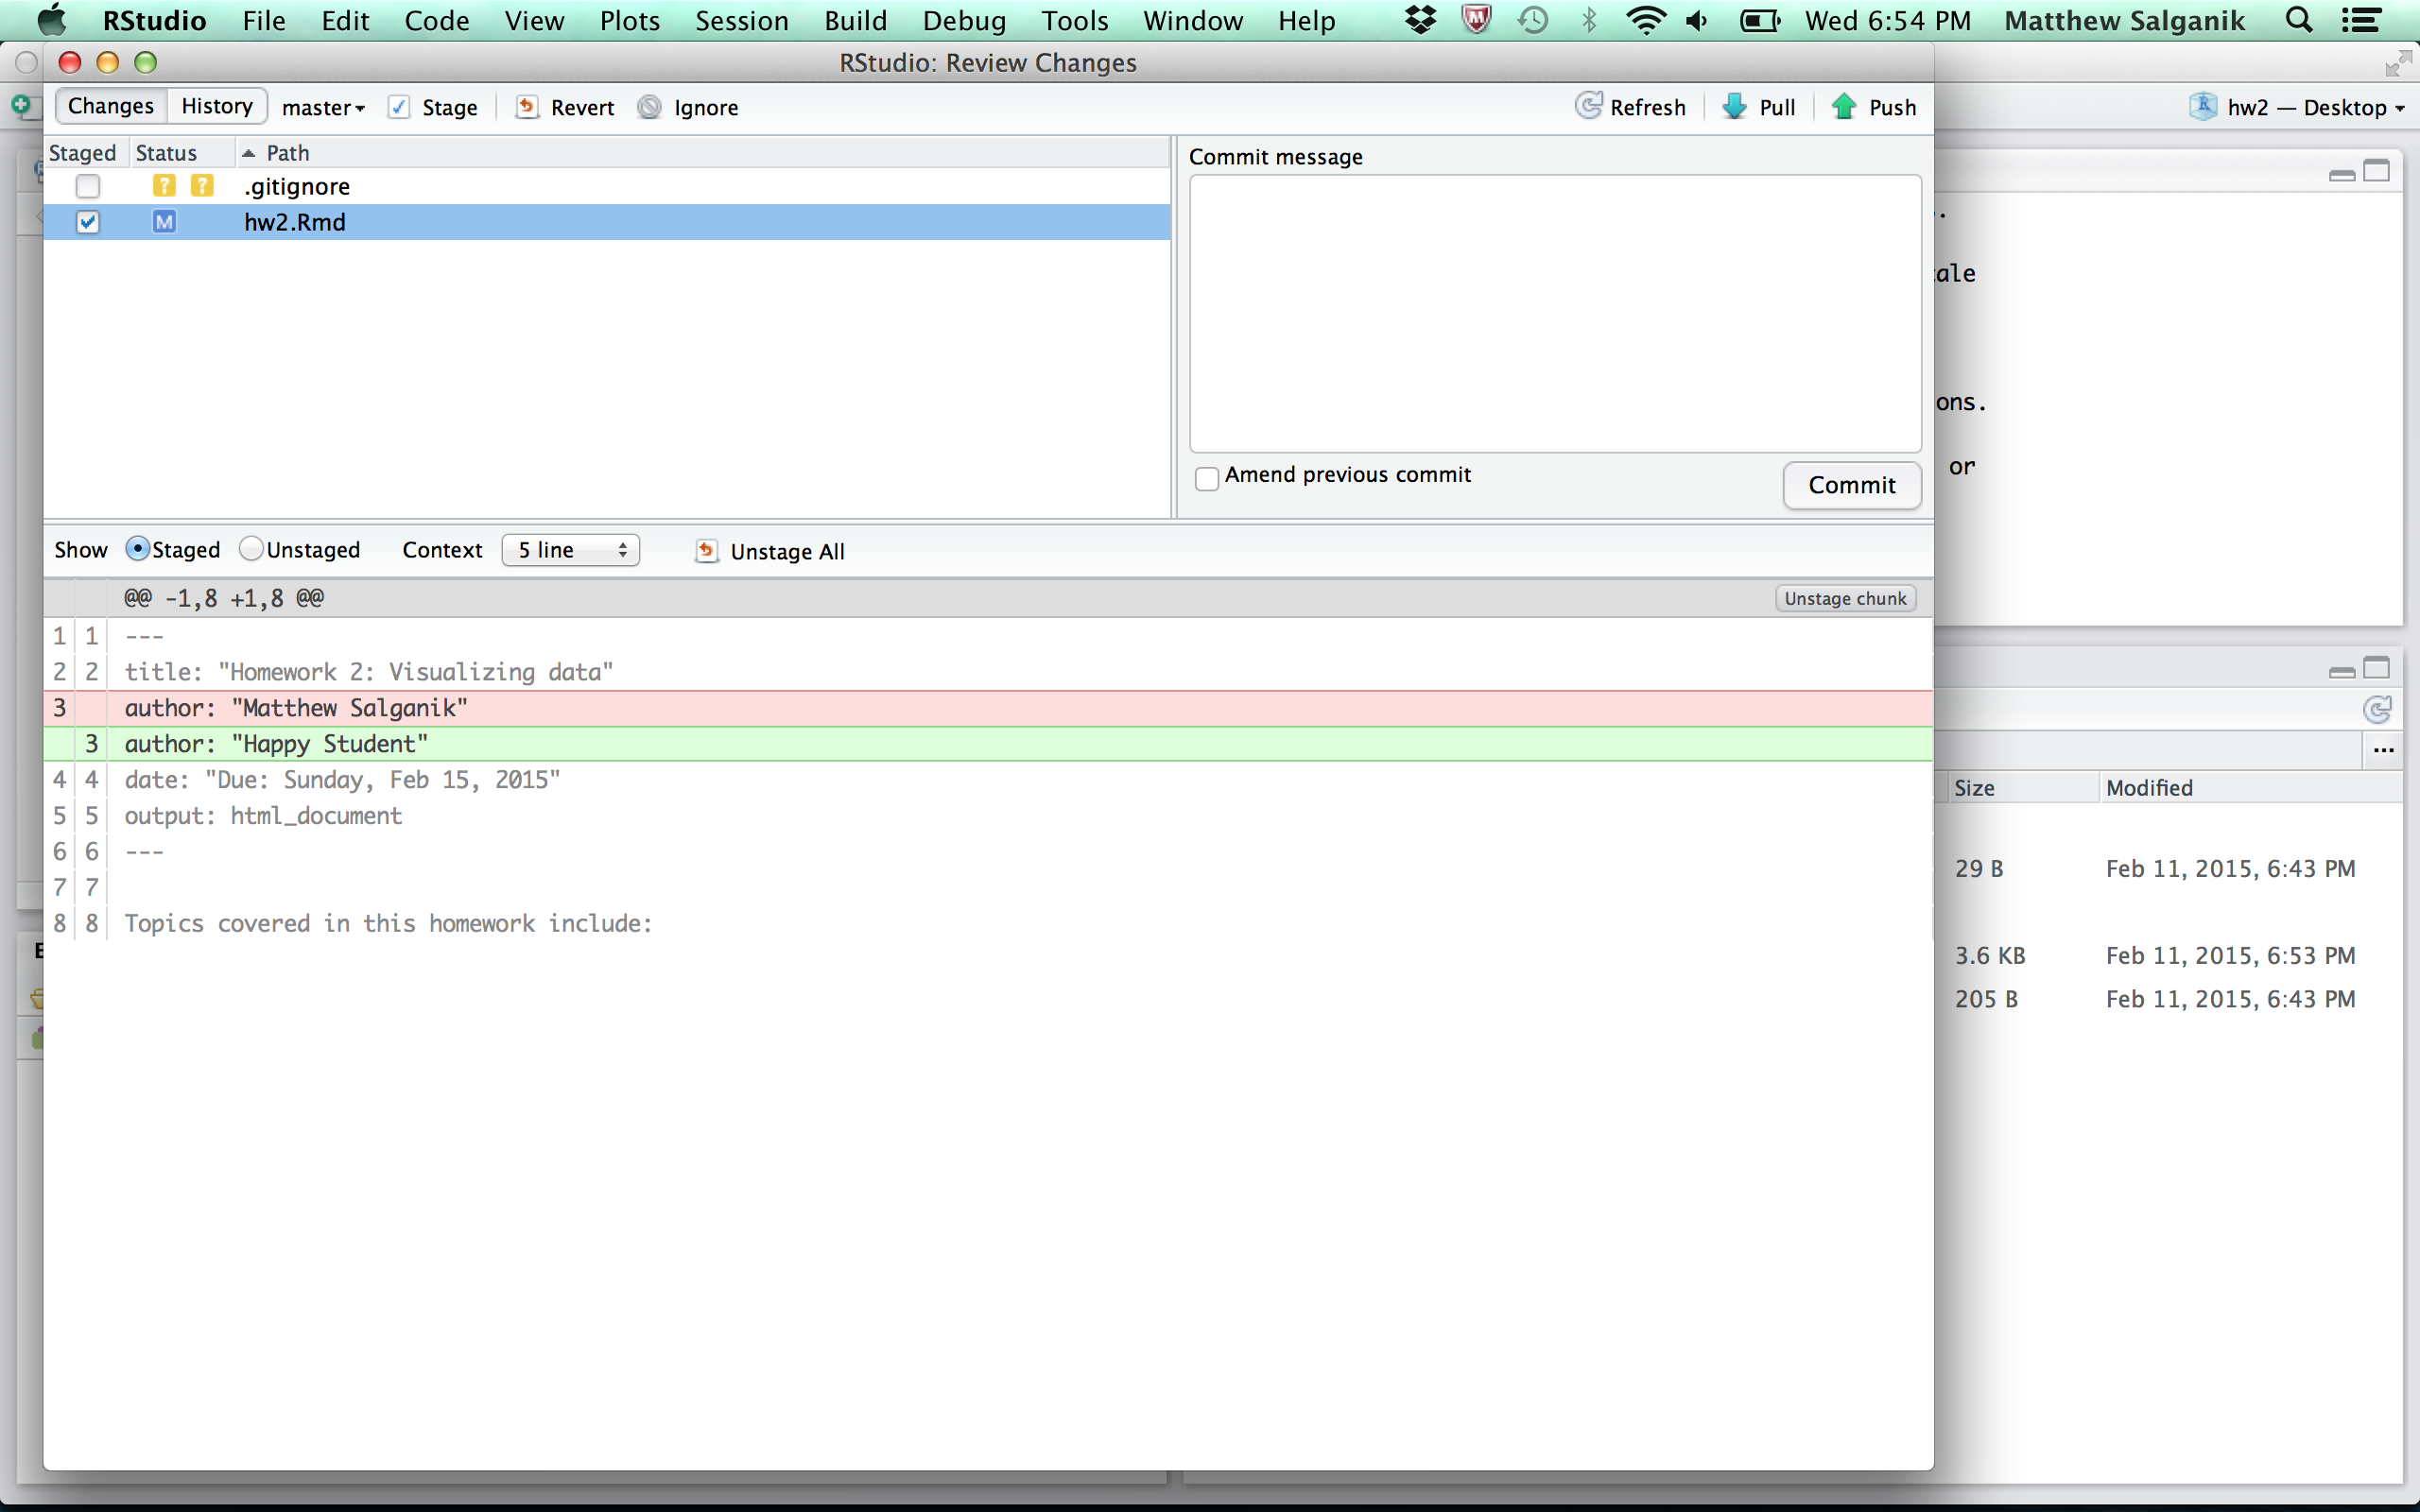 RStudio File Edit Code View Plots Session Build Debug Tools Window Help Wed 6:54 PM Matthew Salganik
RStudio: Review Changes
Changes History master Stage Revert Ignore Refresh Pull Push
hw2 — Desktop
Staged Status Path
? ? .gitignore
M hw2.Rmd
Commit message
Amend previous commit
Commit
ons.
or
Show Staged Unstaged Context 5 line Unstage All
@@ -1,8 +1,8 @@ Unstage chunk
1 1 ---
2 2 title: "Homework 2: Visualizing data"
3 author: "Matthew Salganik"
3 author: "Happy Student"
4 4 date: "Due: Sunday, Feb 15, 2015"
5 5 output: html_document
6 6 ---
7 7
8 8 Topics covered in this homework include:
Size Modified
29 B Feb 11, 2015, 6:43 PM
3.6 KB Feb 11, 2015, 6:53 PM
205 B Feb 11, 2015, 6:43 PM